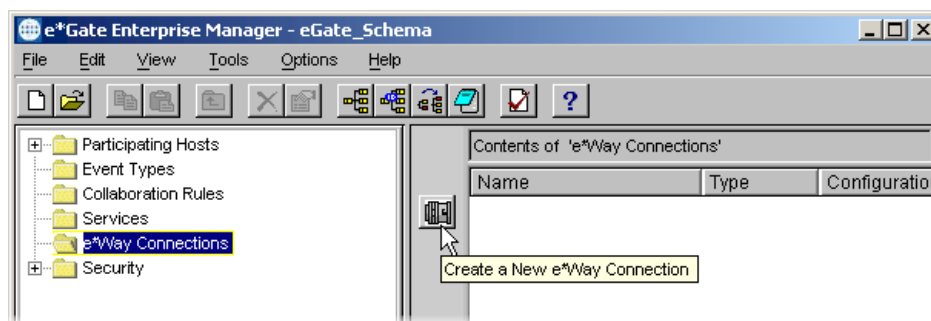 e*Gate Enterprise Manager - eGate_Schema
File Edit View Tools Options Help
?
Participating Hosts
Event Types
Collaboration Rules
Services
e*Way Connections
Security
Contents of 'e*Way Connections'
Name Type Configuratio
Create a New e*Way Connection